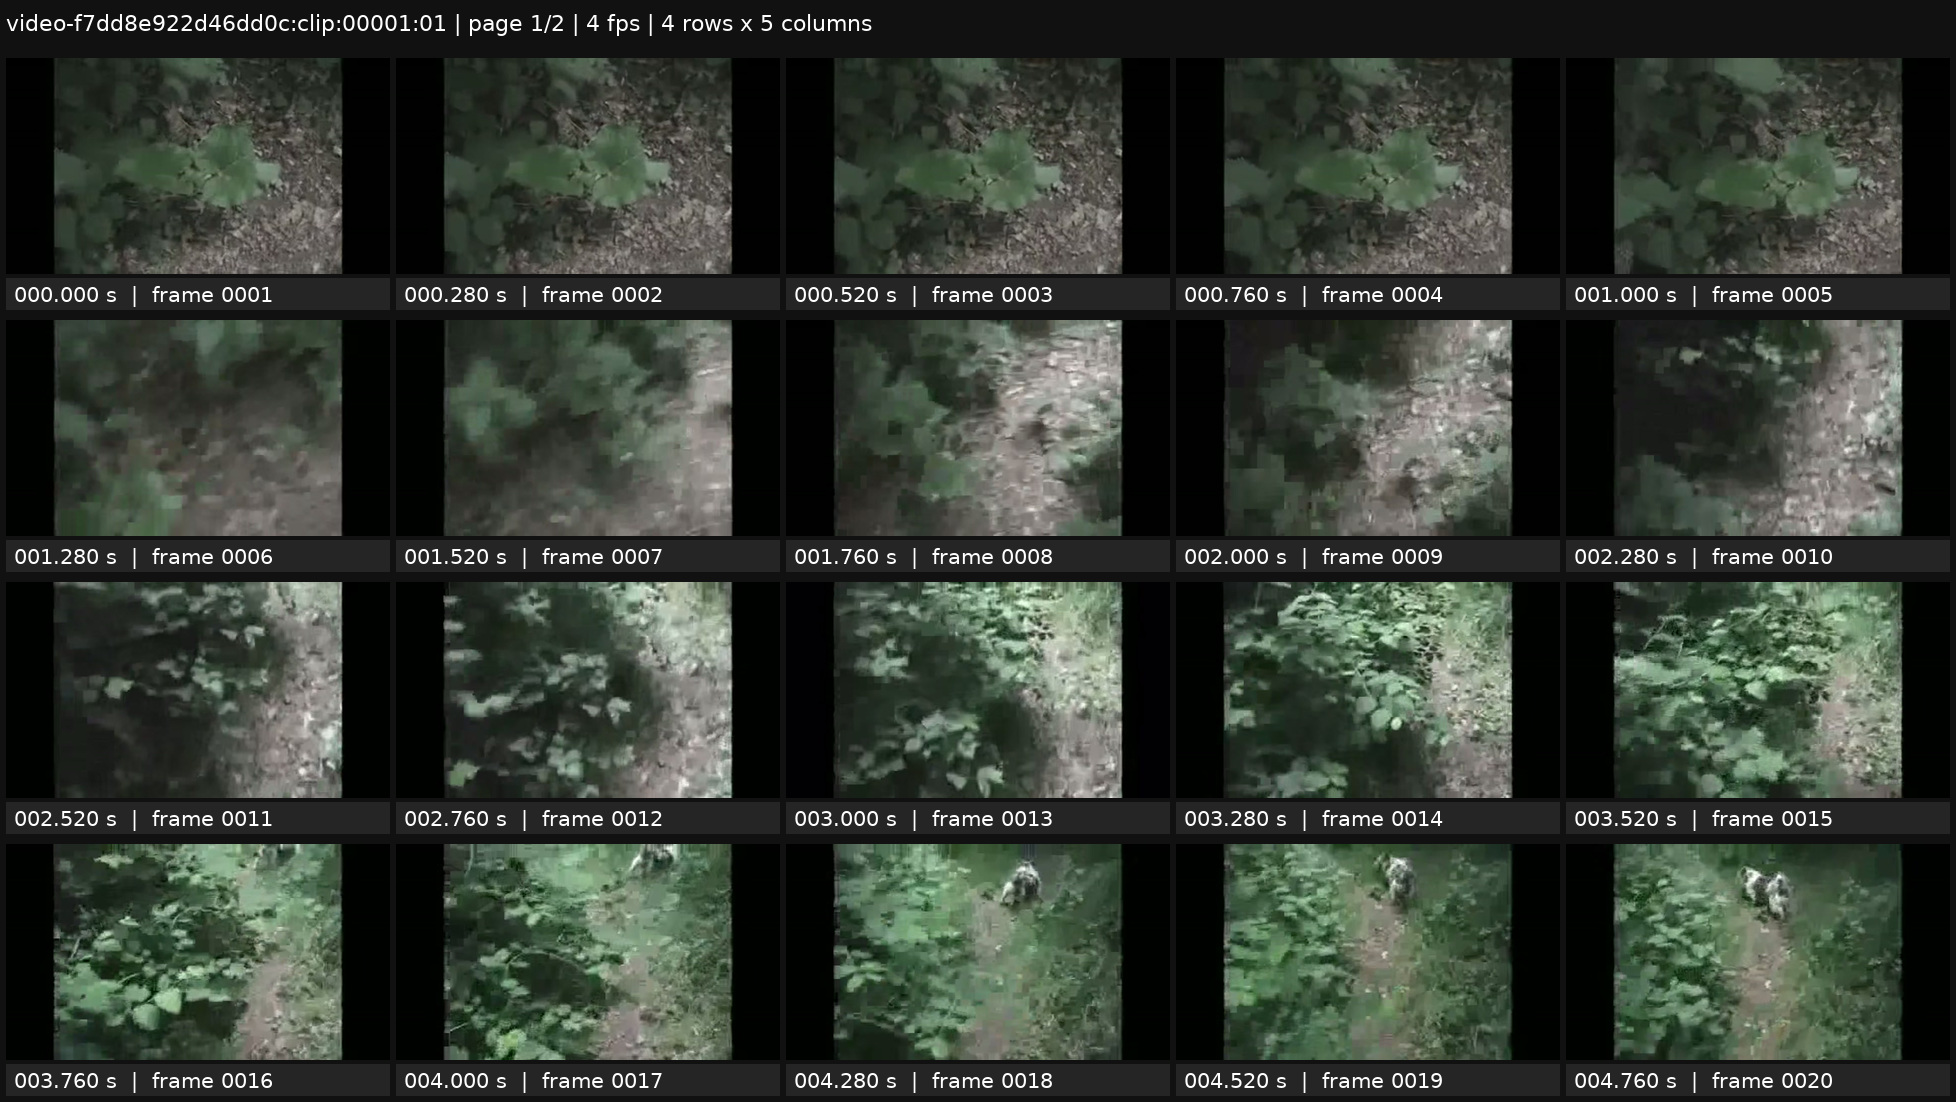 video-f7dd8e922d46dd0c:clip:00001:01 | page 1/2 | 4 fps | 4 rows x 5 columns
000.000 s | frame 0001
000.280 s | frame 0002
000.520 s | frame 0003
000.760 s | frame 0004
001.000 s | frame 0005
001.280 s | frame 0006
001.520 s | frame 0007
001.760 s | frame 0008
002.000 s | frame 0009
002.280 s | frame 0010
002.520 s | frame 0011
002.760 s | frame 0012
003.000 s | frame 0013
003.280 s | frame 0014
003.520 s | frame 0015
003.760 s | frame 0016
004.000 s | frame 0017
004.280 s | frame 0018
004.520 s | frame 0019
004.760 s | frame 0020